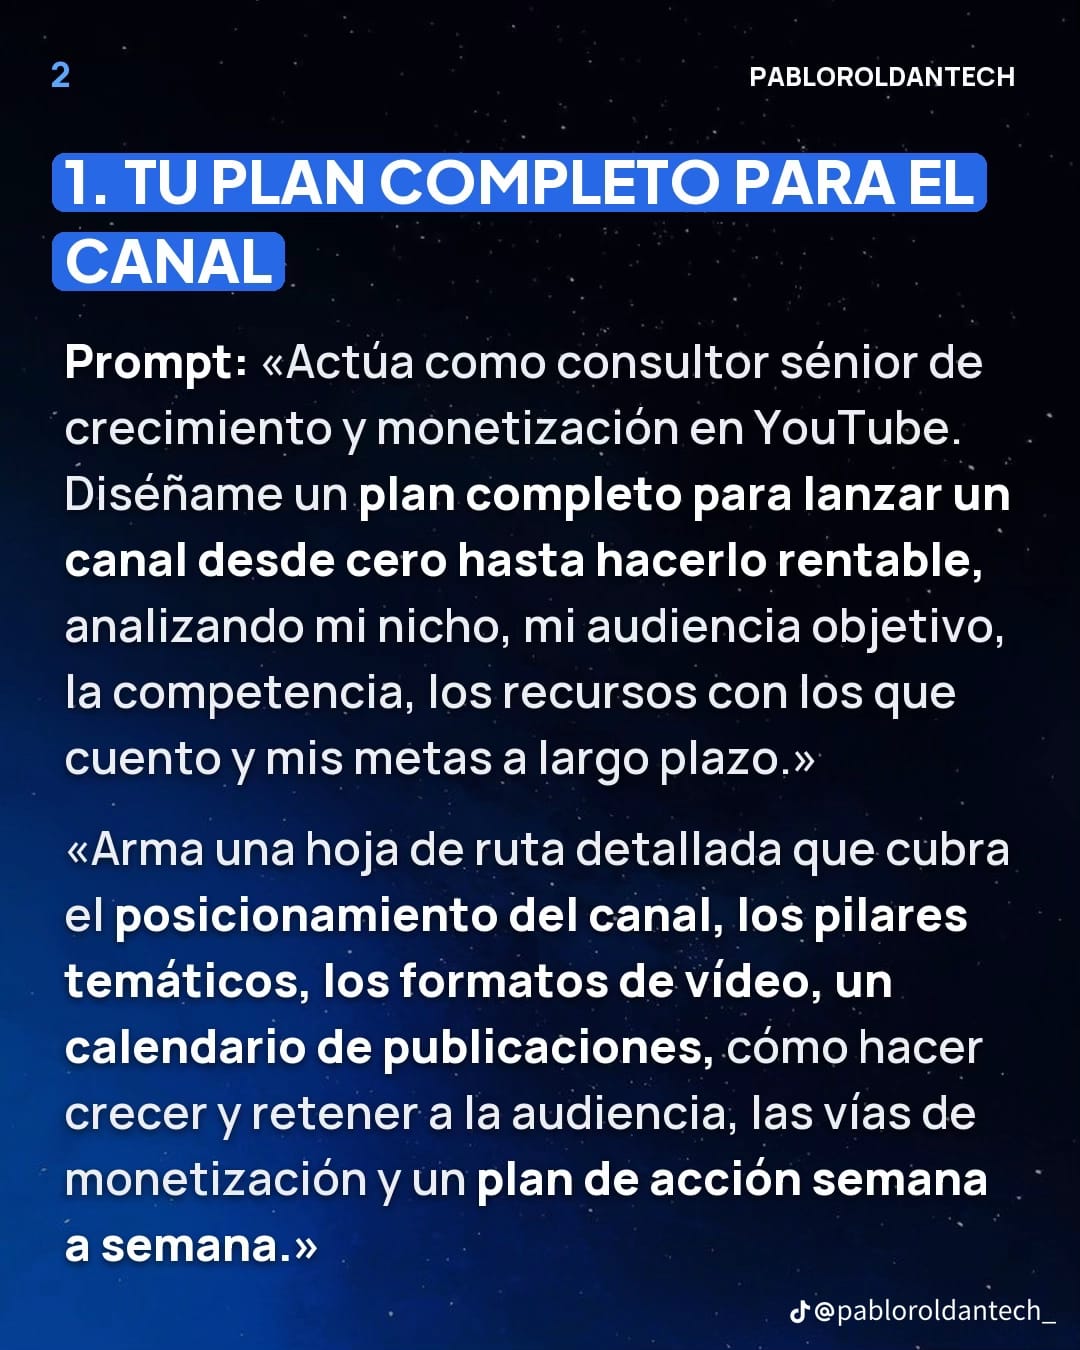 2
PABLOROLDANTECH
1. TU PLAN COMPLETO PARA EL
CANAL
Prompt: «Actúa como consultor sénior de
crecimiento y monetización en YouTube.
Diséñame un plan completo para lanzar un
canal desde cero hasta hacerlo rentable,
analizando mi nicho, mi audiencia objetivo,
la competencia, los recursos con los que
cuento y mis metas a largo plazo.»
«Arma una hoja de ruta detallada que cubra
el posicionamiento del canal, los pilares
temáticos, los formatos de vídeo, un
calendario de publicaciones, cómo hacer
crecer y retener a la audiencia, las vías de
monetización y un plan de acción semana
a semana.»
@pabloroldantech_